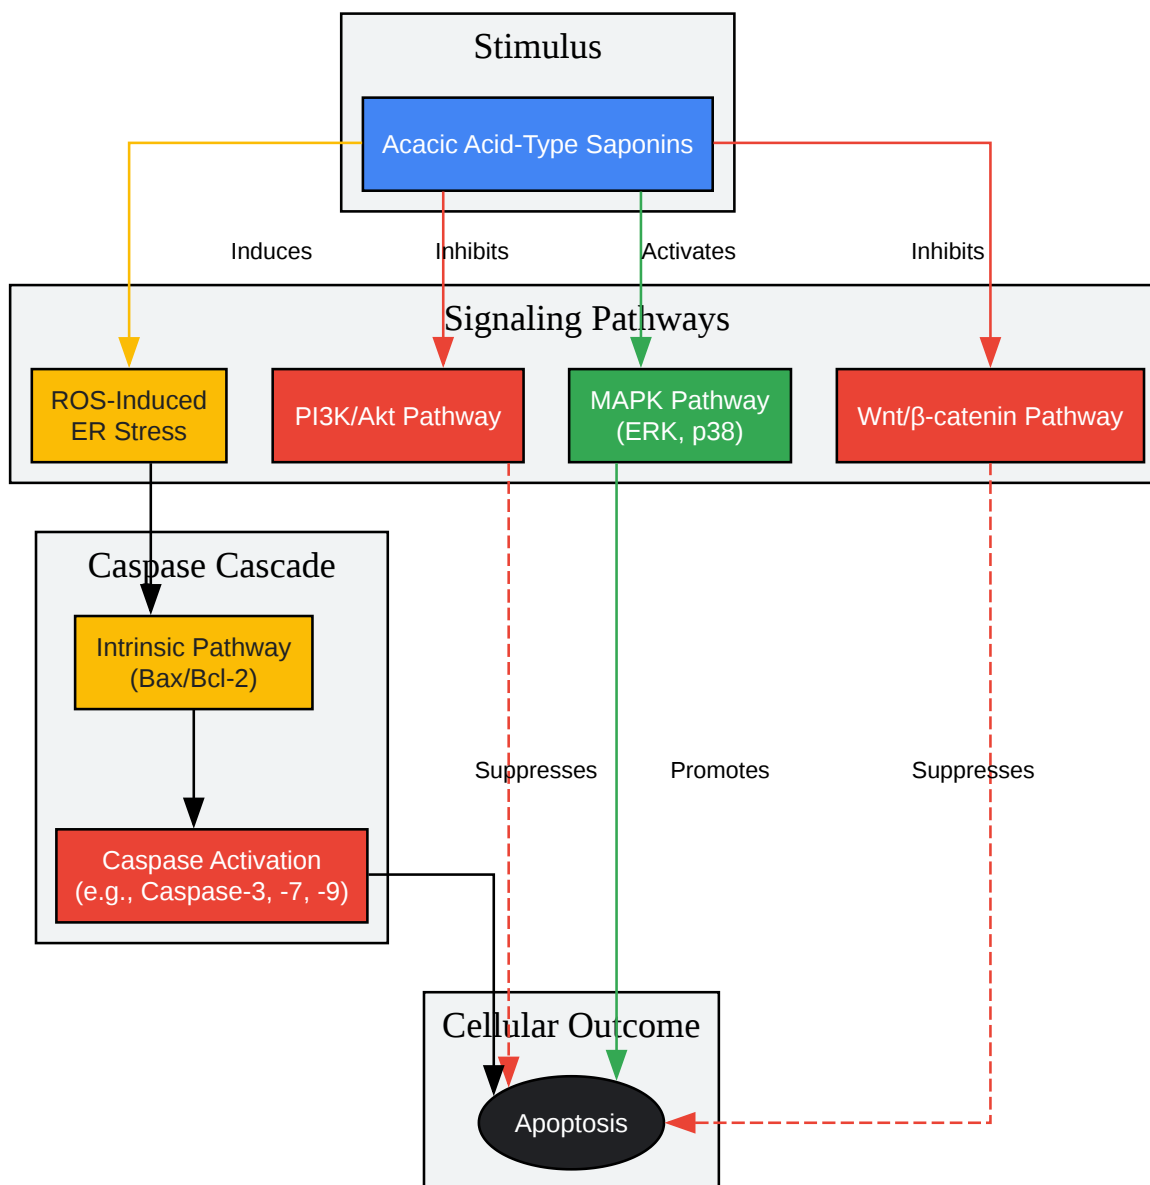 Stimulus
Acacic Acid-Type Saponins
Induces
Inhibits
Activates
Inhibits
Signaling Pathways
ROS-Induced
ER Stress
PI3K/Akt Pathway
MAPK Pathway
(ERK, p38)
Wnt/β-catenin Pathway
Caspase Cascade
Intrinsic Pathway
(Bax/Bcl-2)
Suppresses
Promotes
Suppresses
Caspase Activation
(e.g., Caspase-3, -7, -9)
Cellular Outcome
Apoptosis